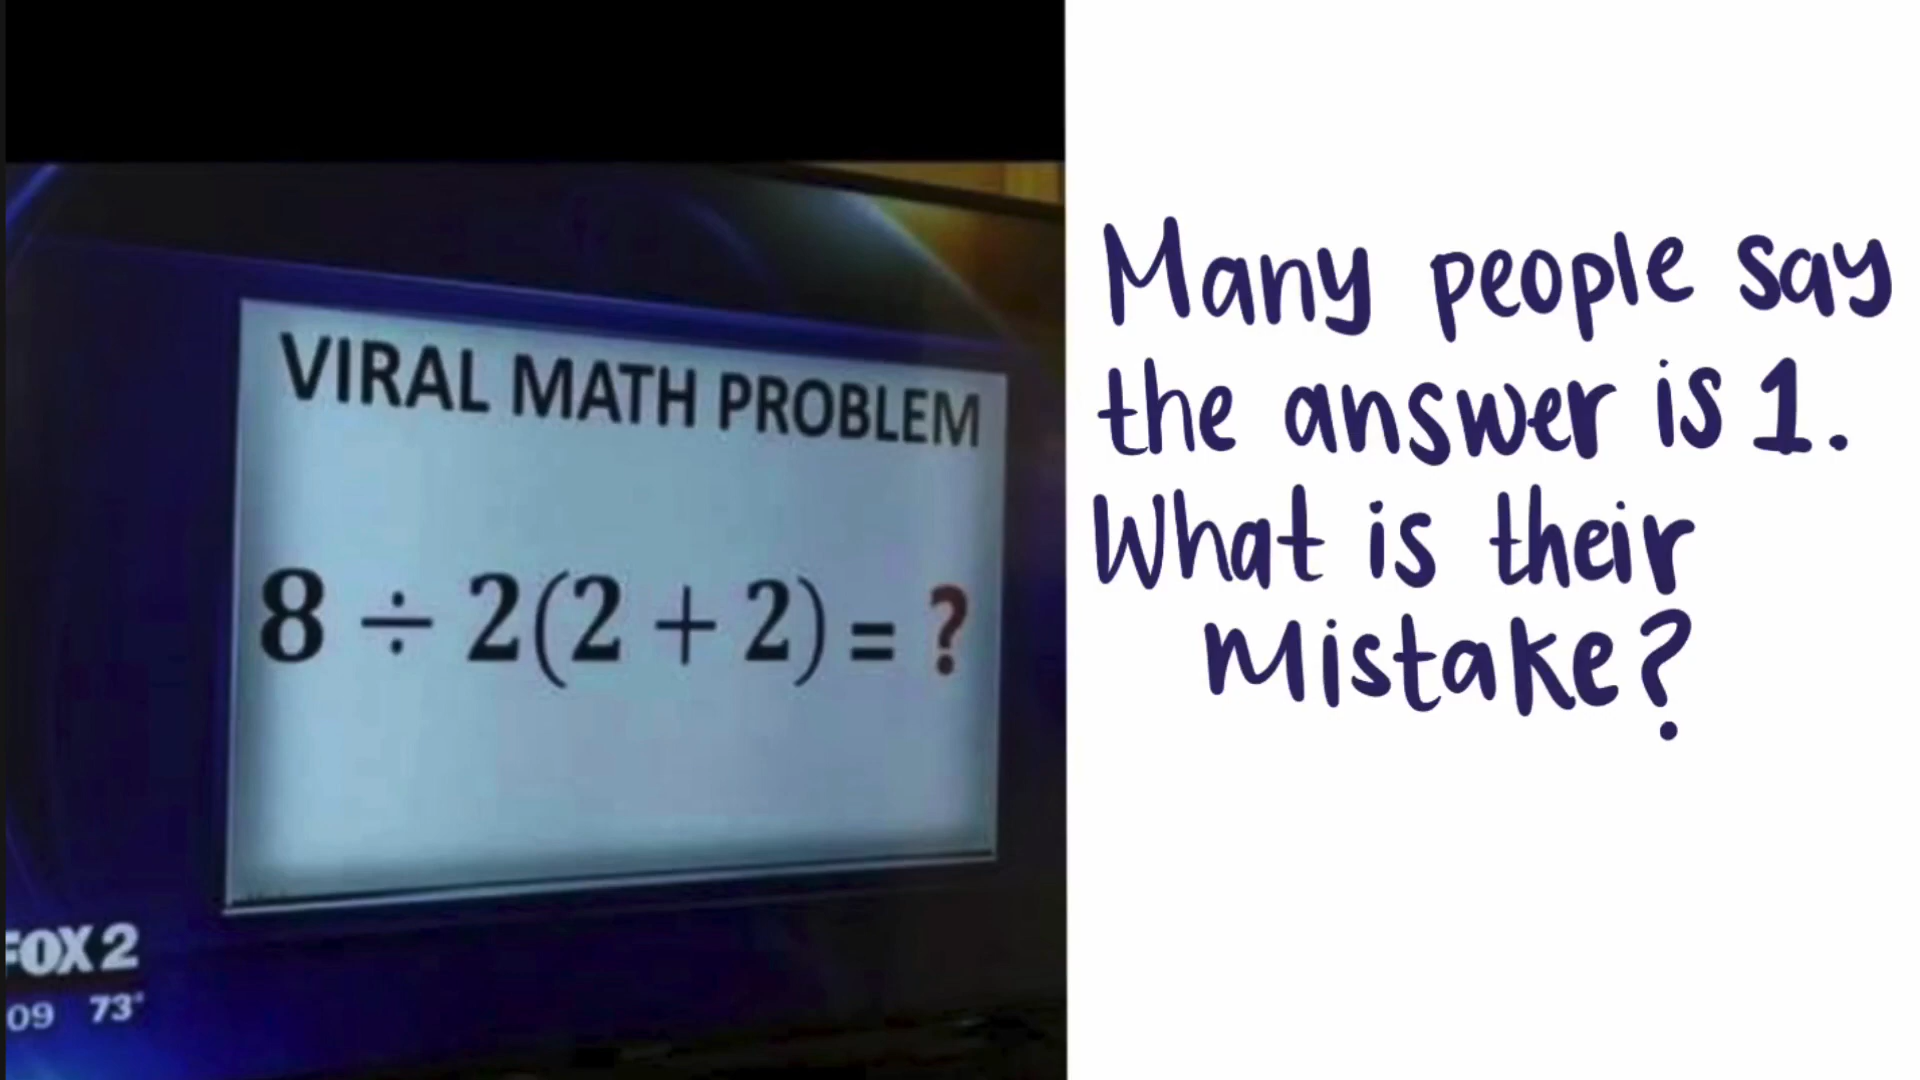 VIRAL MATH PROBLEM
8 ÷ 2(2 + 2) = ?
FOX 2
09 73°
Many people say
the answer is 1.
What is their
Mistake?